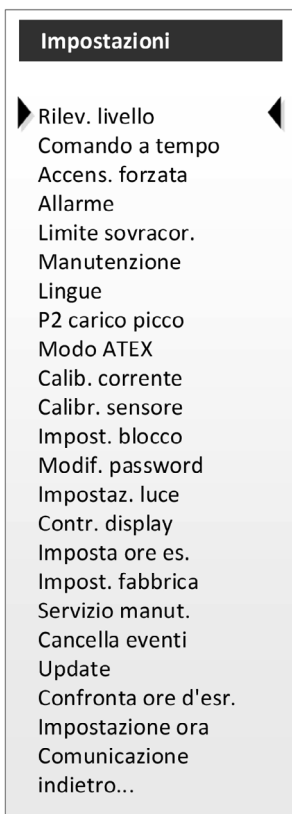 Impostazioni
Rilev. livello
Comando a tempo
Accens. forzata
Allarme
Limite sovracor.
Manutenzione
Lingue
P2 carico picco
Modo ATEX
Calib. corrente
Calibr. sensore
Impost. blocco
Modif. password
Impostaz. luce
Contr. display
Imposta ore es.
Impost. fabbrica
Servizio manut.
Cancella eventi
Update
Confronta ore d'esr.
Impostazione ora
Comunicazione
indietro...